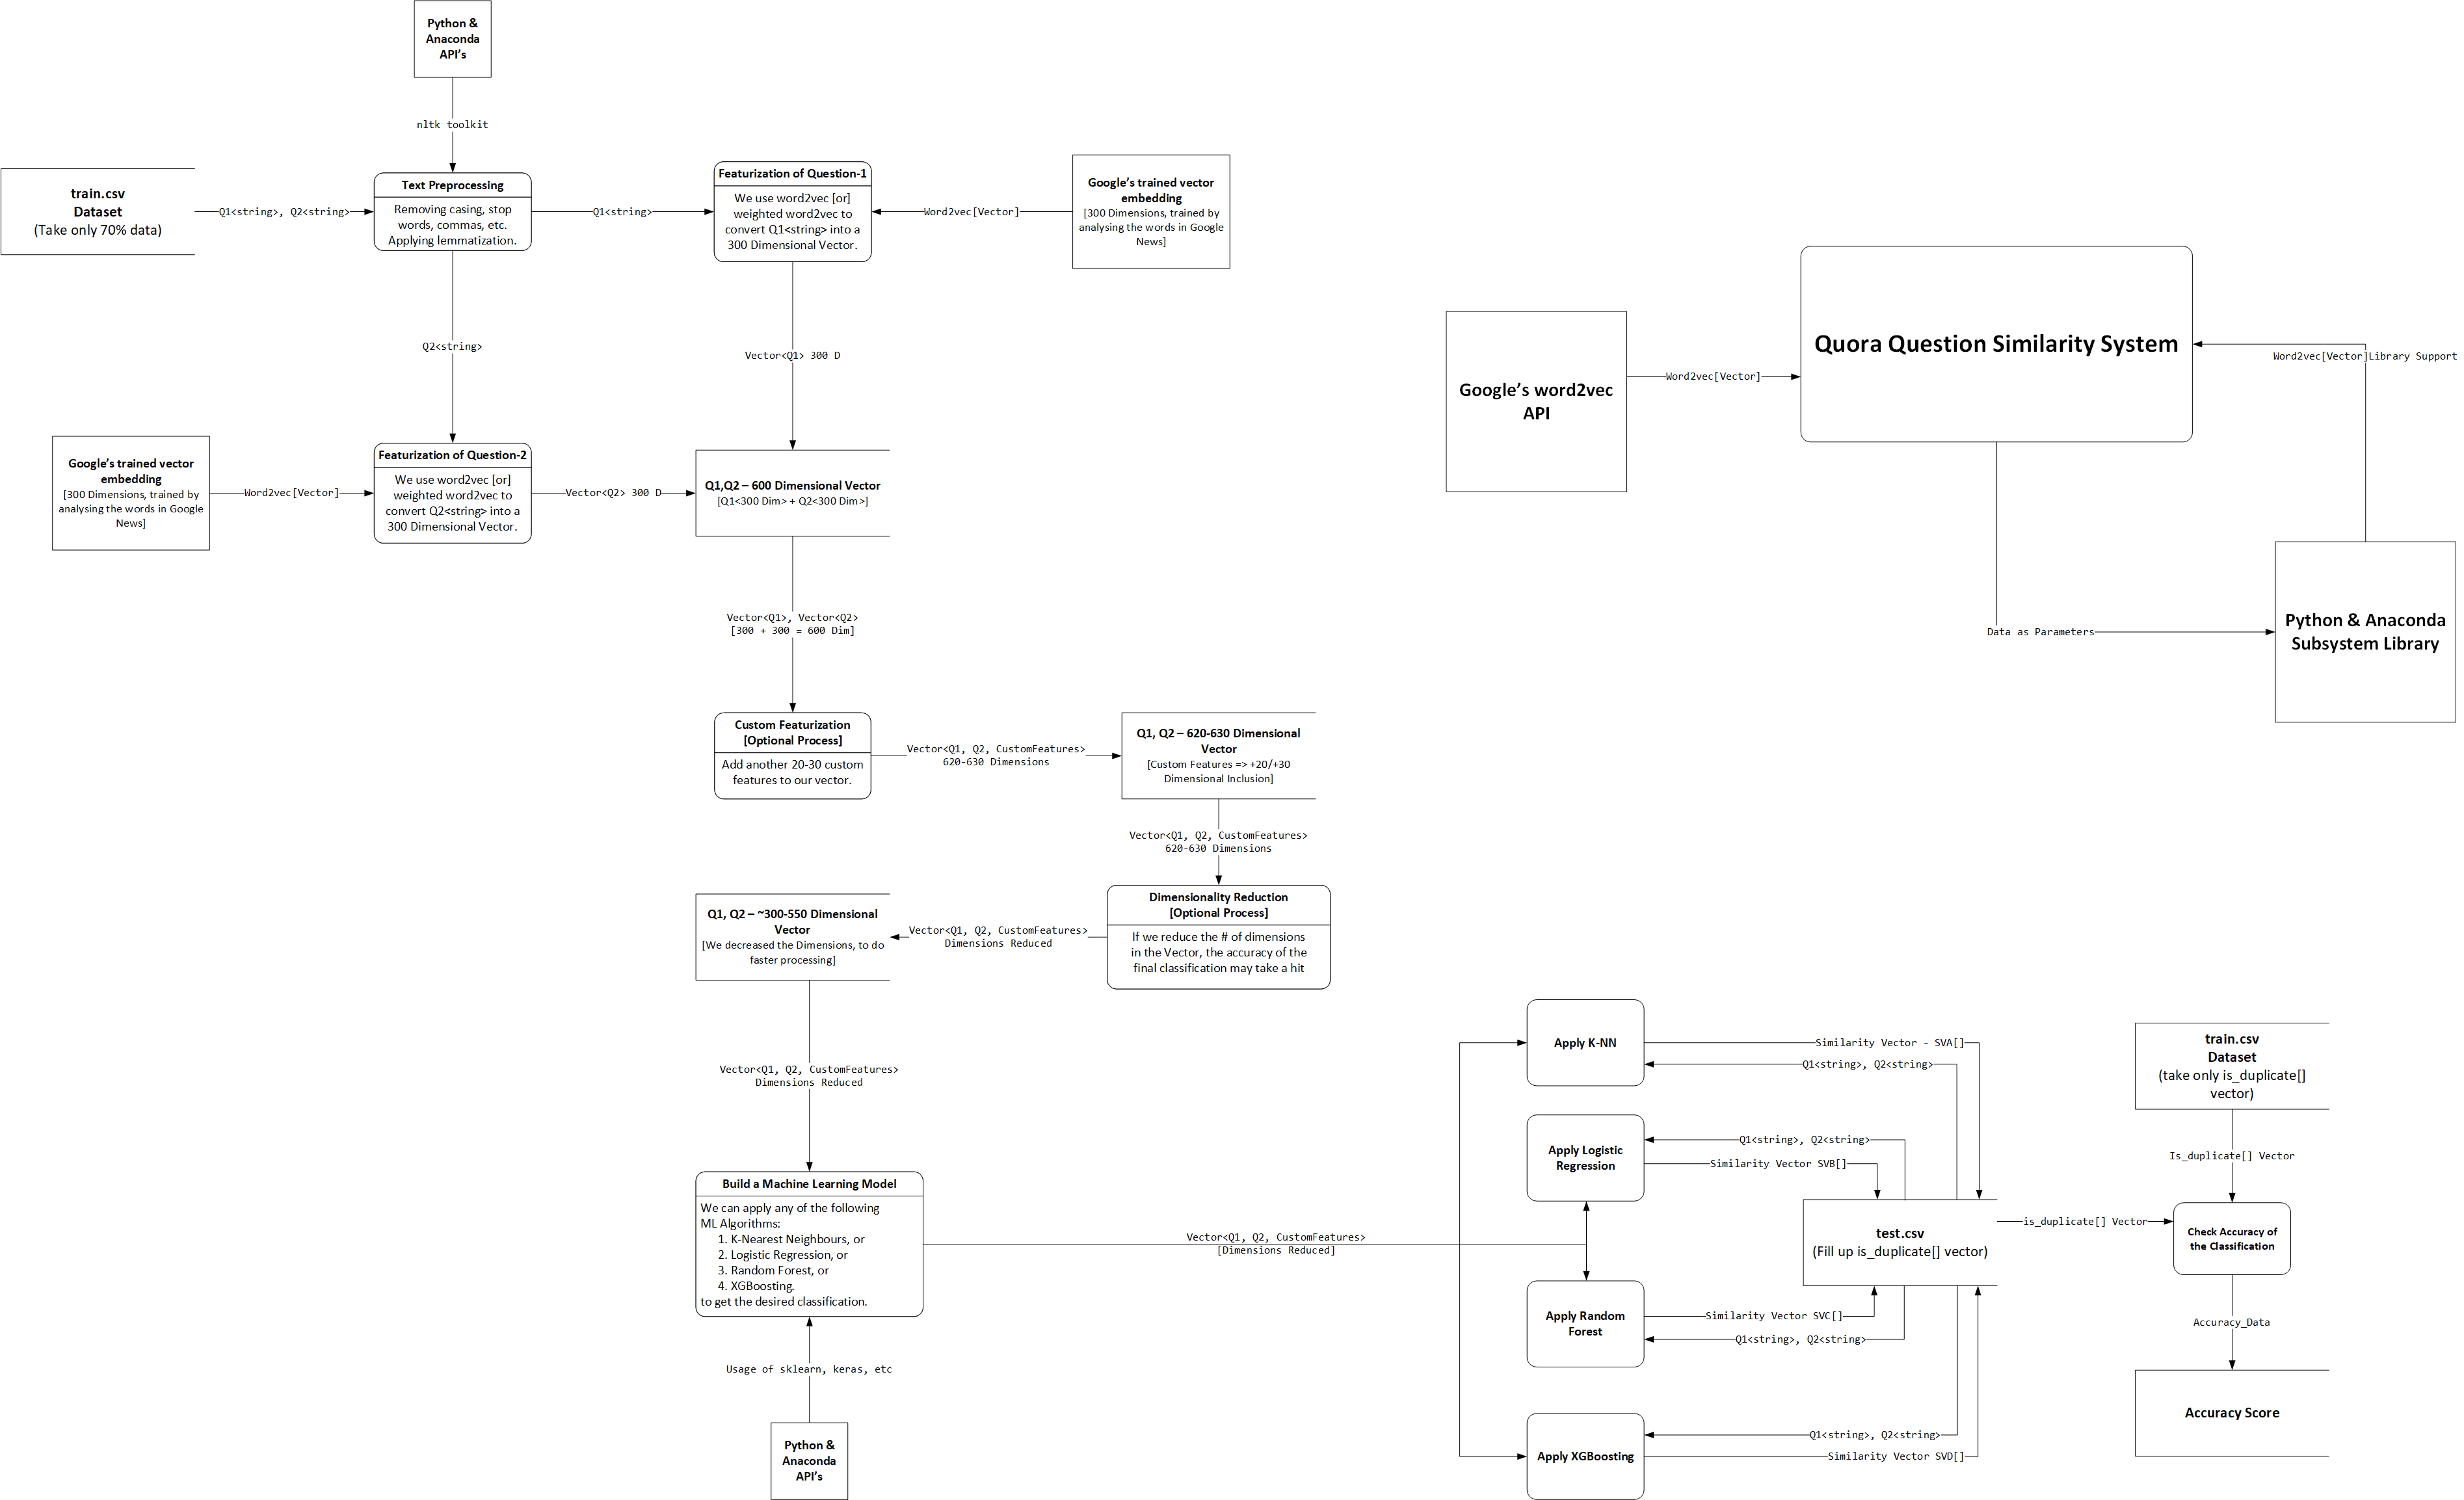 Python &
Anaconda
API's
nltk toolkit
train.csv
Dataset
(Take only 70% data)
Q1<string>, Q2<string>
Text Preprocessing
Removing casing, stop
words, commas, etc.
Applying lemmatization.
Q1<string>
Featurization of Question-1
We use word2vec [or]
weighted word2vec to
convert Q1<string> into a
300 Dimensional Vector.
Word2vec[Vector]
Google's trained vector
embedding
[300 Dimensions, trained by
analysing the words in Google
News]
Q2<string>
Vector<Q1> 300 D
Google's trained vector
embedding
[300 Dimensions, trained by
analysing the words in Google
News]
Word2vec[Vector]
Featurization of Question-2
We use word2vec [or]
weighted word2vec to
convert Q2<string> into a
300 Dimensional Vector.
Vector<Q2> 300 D
Q1,Q2 – 600 Dimensional Vector
[Q1<300 Dim> + Q2<300 Dim>]
Vector<Q1>, Vector<Q2>
[300 + 300 = 600 Dim]
Custom Featurization
[Optional Process]
Add another 20-30 custom
features to our vector.
Vector<Q1, Q2, CustomFeatures>
620-630 Dimensions
Q1, Q2 – 620-630 Dimensional
Vector
[Custom Features => +20/+30
Dimensional Inclusion]
Vector<Q1, Q2, CustomFeatures>
620-630 Dimensions
Dimensionality Reduction
[Optional Process]
If we reduce the # of dimensions
in the Vector, the accuracy of the
final classification may take a hit
Vector<Q1, Q2, CustomFeatures>
Dimensions Reduced
Q1, Q2 – ~300-550 Dimensional
Vector
[We decreased the Dimensions, to do
faster processing]
Vector<Q1, Q2, CustomFeatures>
Dimensions Reduced
Build a Machine Learning Model
We can apply any of the following
ML Algorithms:
1. K-Nearest Neighbours, or
2. Logistic Regression, or
3. Random Forest, or
4. XGBoosting.
to get the desired classification.
Usage of sklearn, keras, etc
Python &
Anaconda
API's
Vector<Q1, Q2, CustomFeatures>
[Dimensions Reduced]
Google's word2vec
API
Word2vec[Vector]
Quora Question Similarity System
Word2vec[Vector]Library Support
Data as Parameters
Python & Anaconda
Subsystem Library
Apply K-NN
Similarity Vector - SVA[]
Q1<string>, Q2<string>
Apply Logistic
Regression
Q1<string>, Q2<string>
Similarity Vector SVB[]
test.csv
(Fill up is_duplicate[] vector)
Apply Random
Forest
Similarity Vector SVC[]
Q1<string>, Q2<string>
Apply XGBoosting
Q1<string>, Q2<string>
Similarity Vector SVD[]
train.csv
Dataset
(take only is_duplicate[]
vector)
Is_duplicate[] Vector
is_duplicate[] Vector
Check Accuracy of
the Classification
Accuracy_Data
Accuracy Score